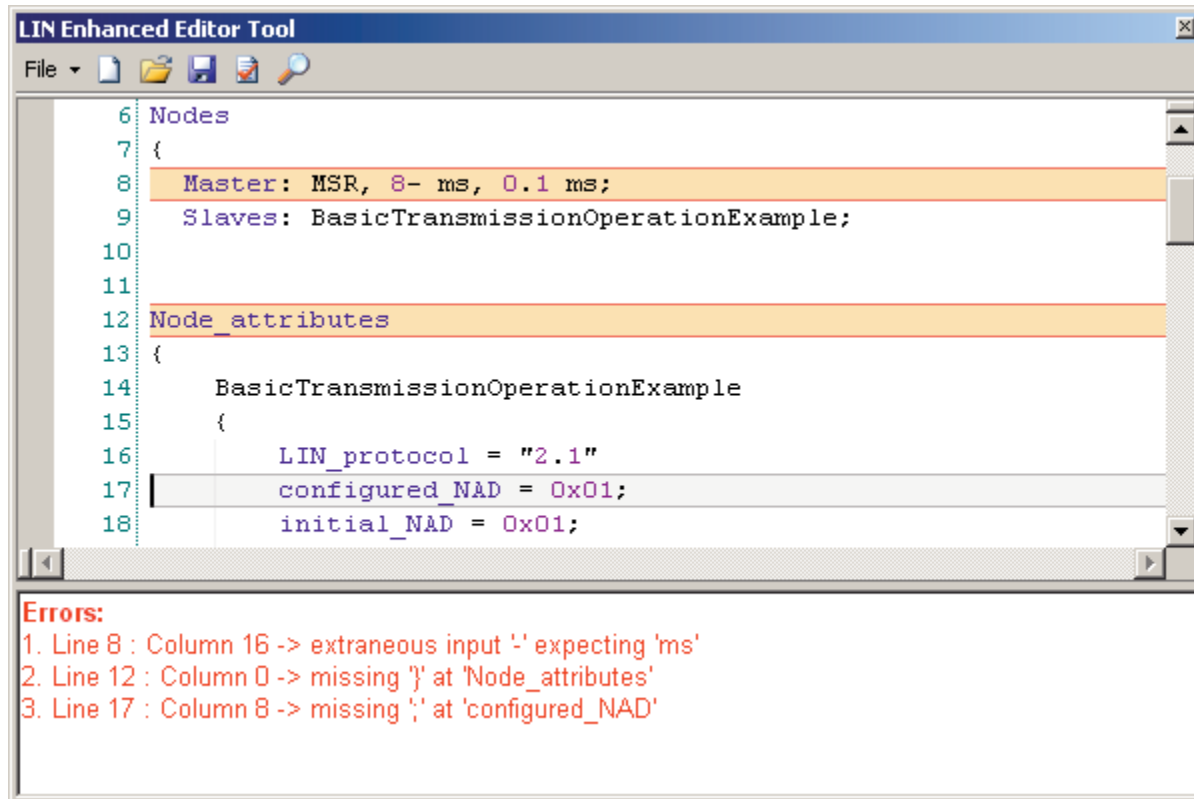 LIN Enhanced Editor Tool
File
6 Nodes
7 {
8 Master: MSR, 8- ms, 0.1 ms;
9 Slaves: BasicTransmissionOperationExample;
10
11
12 Node_attributes
13 {
14 BasicTransmissionOperationExample
15 {
16 LIN_protocol = "2.1"
17 configured_NAD = 0x01;
18 initial_NAD = 0x01;
Errors:
1. Line 8 : Column 16 -> extraneous input '-' expecting 'ms'
2. Line 12 : Column 0 -> missing '}' at 'Node_attributes'
3. Line 17 : Column 8 -> missing ';' at 'configured_NAD'